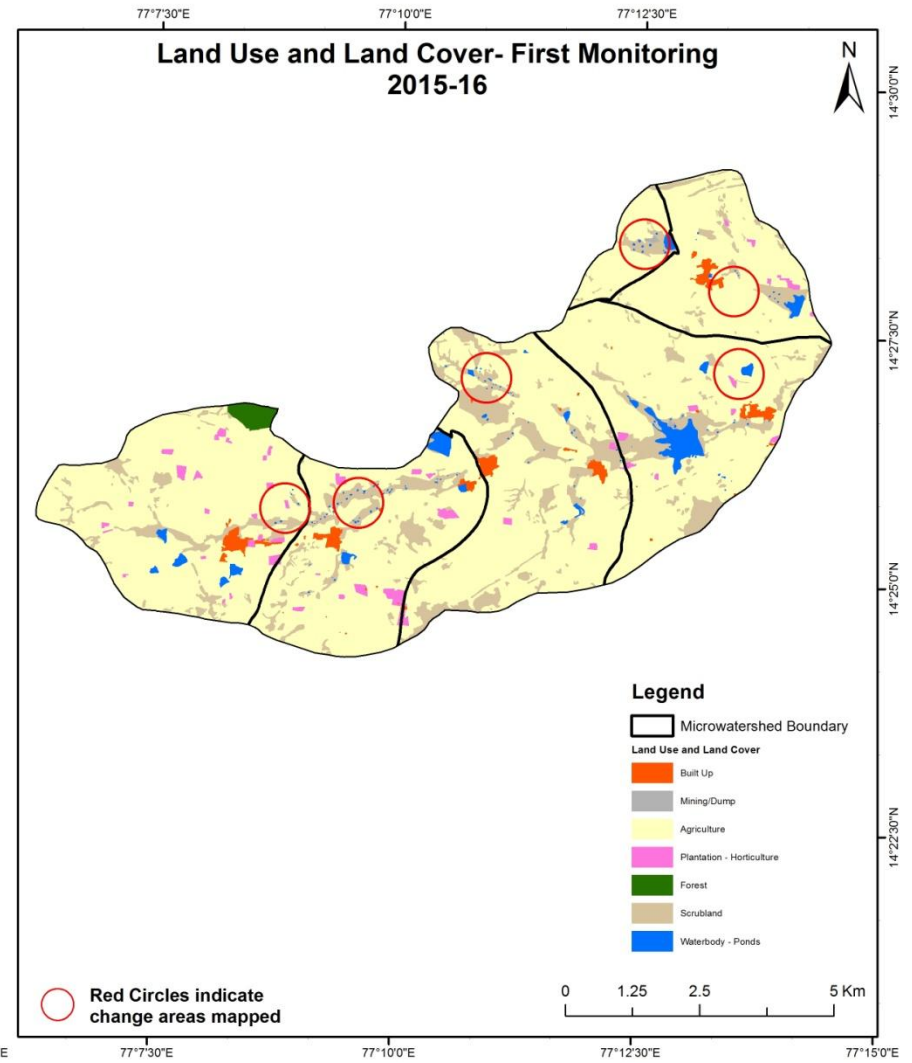 77°7'30"E 77°10'0"E 77°12'30"E
Land Use and Land Cover- First Monitoring
2015-16
N
14°30'0"N
14°27'30"N
14°25'0"N
14°22'30"N
Legend
Microwatershed Boundary
Land Use and Land Cover
Built Up
Mining/Dump
Agriculture
Plantation - Horticulture
Forest
Scrubland
Waterbody - Ponds
Red Circles indicate
change areas mapped
0 1.25 2.5 5 Km
E 77°7'30"E 77°10'0"E 77°12'30"E 77°15'0"E